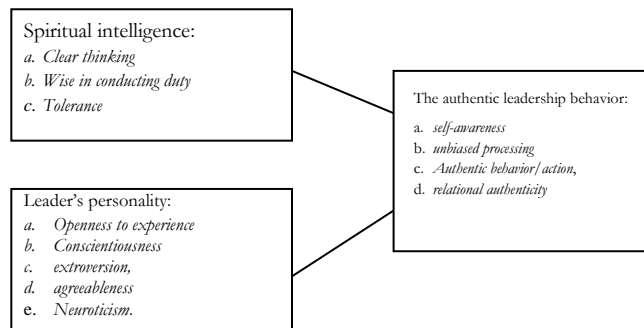 Spiritual intelligence:
a. Clear thinking
b. Wise in conducting duty
c. Tolerance
Leader's personality:
a. Openness to experience
b. Conscientiousness
c. extroversion,
d. agreeableness
e. Neuroticism.
The authentic leadership behavior:
a. self-awareness
b. unbiased processing
c. Authentic behavior/action,
d. relational authenticity